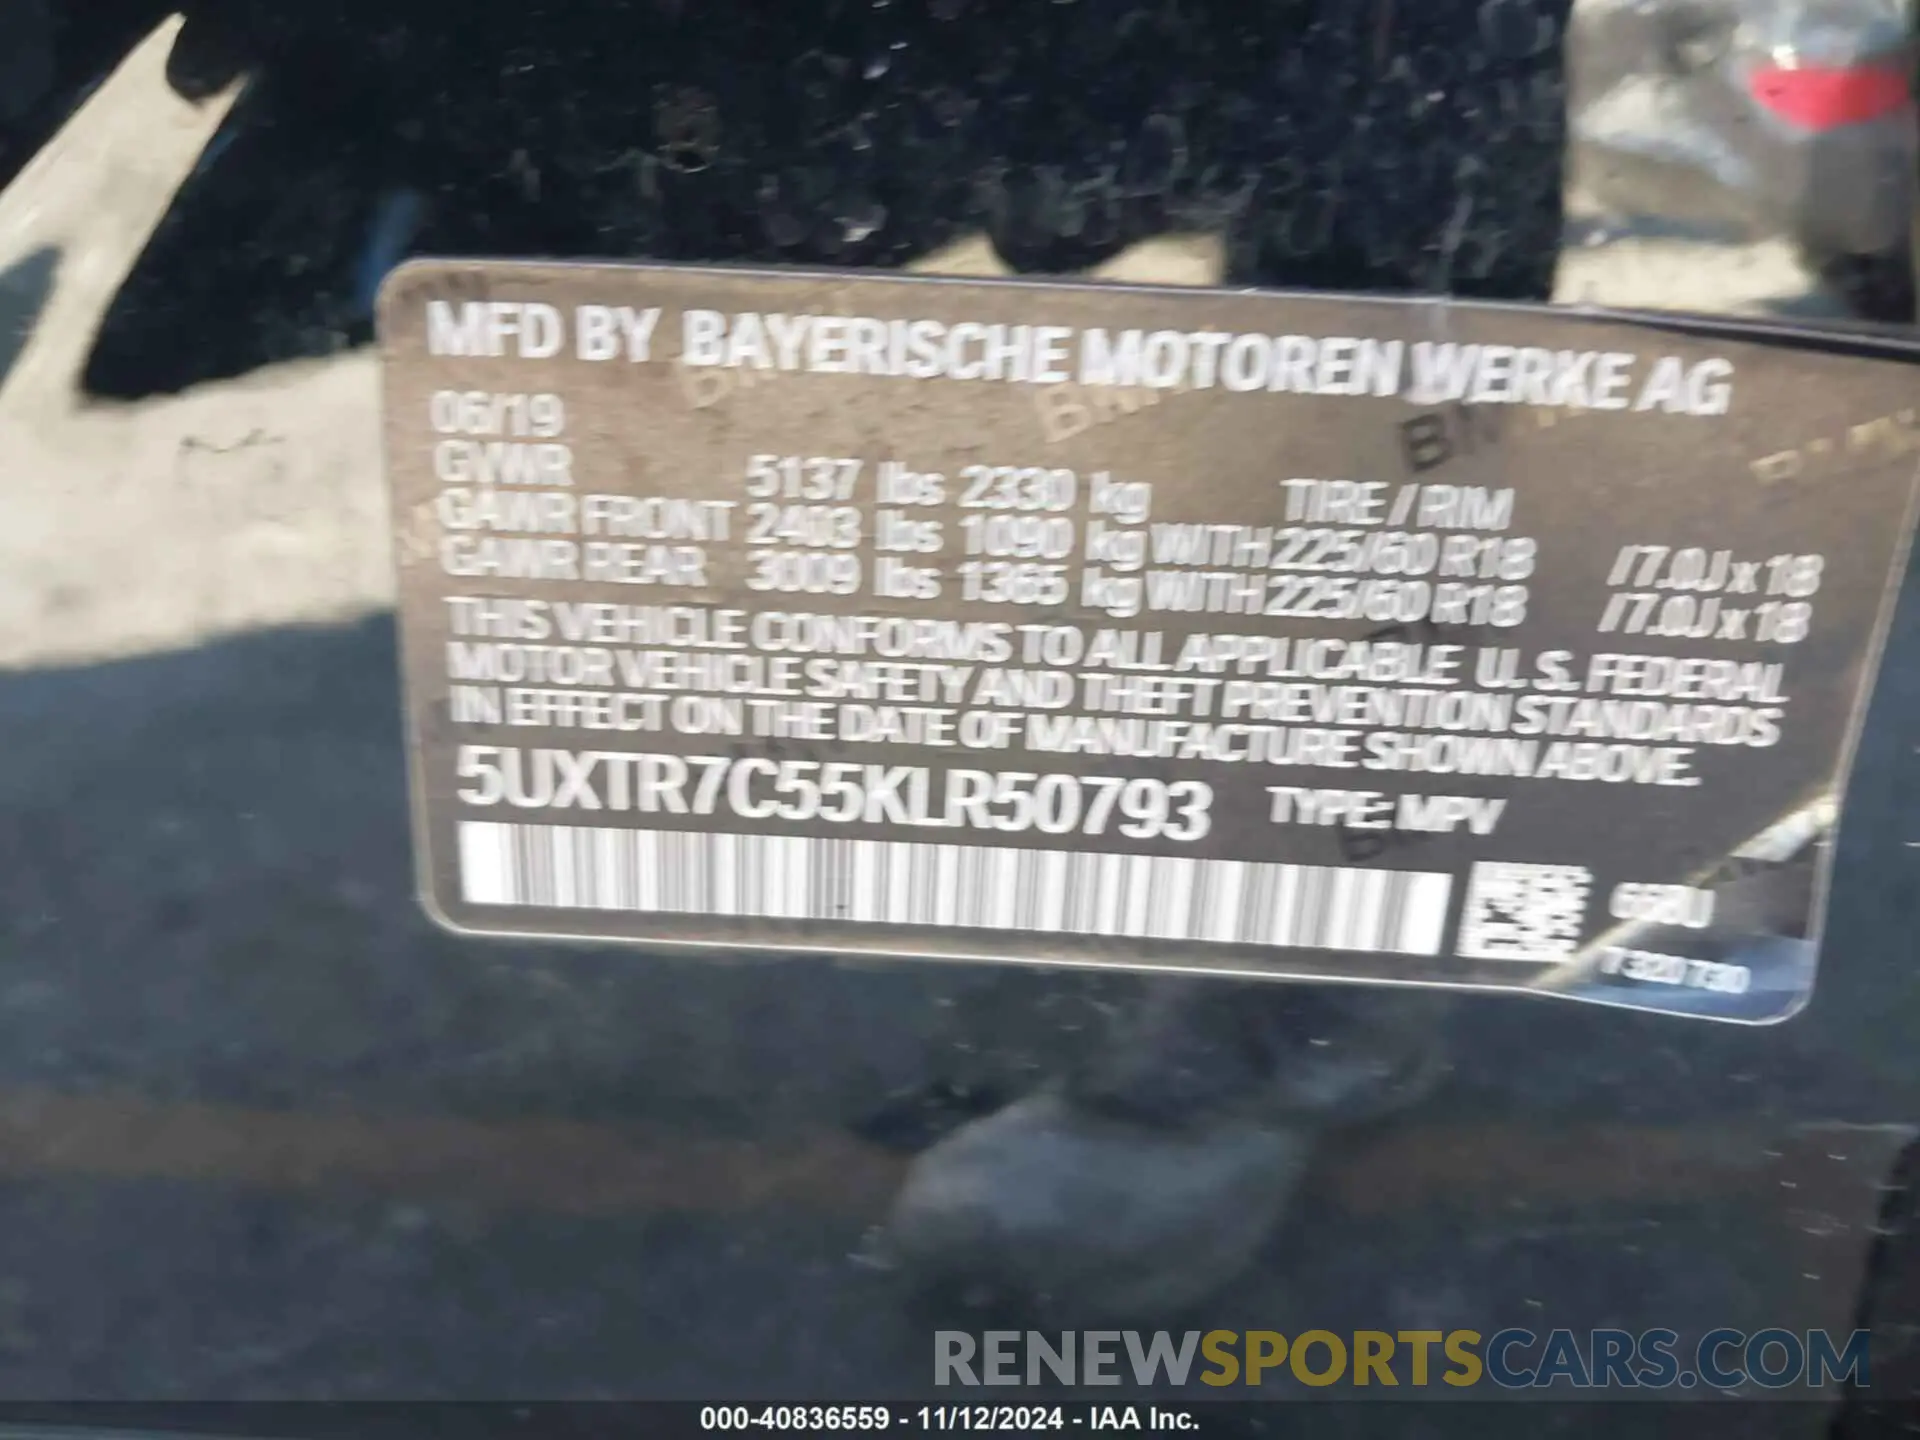 MFD BY BAYERISCHE MOTOREN WERKE AG
06/19
GVWR 5137 lbs 2330 kg TIRE / RIM
GAWR FRONT 2403 lbs 1090 kg WITH 225/60 R18 /7.0J x 18
GAWR REAR 3009 lbs 1365 kg WITH 225/60 R18 /7.0J x 18
THIS VEHICLE CONFORMS TO ALL APPLICABLE U.S. FEDERAL
MOTOR VEHICLE SAFETY AND THEFT PREVENTION STANDARDS
IN EFFECT ON THE DATE OF MANUFACTURE SHOWN ABOVE.
5UXTR7C55KLR50793 TYPE: MPV
7320730
RENEWSPORTSCARS.COM
000-40836559 - 11/12/2024 - IAA Inc.